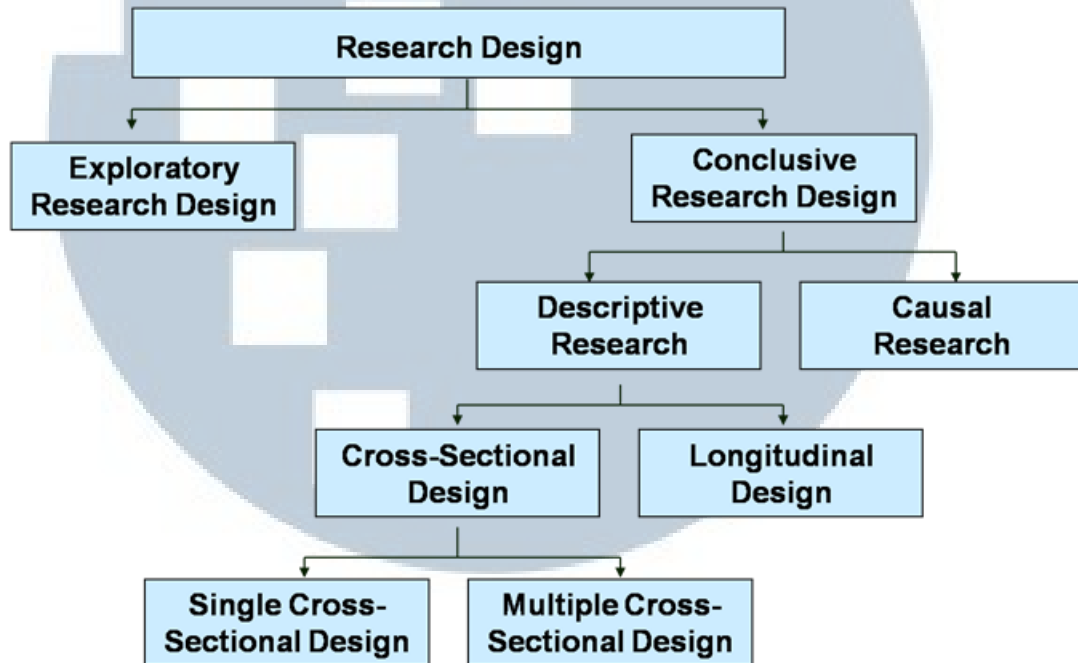 Research Design
Exploratory
Research Design
Conclusive
Research Design
Descriptive
Research
Causal
Research
Cross-Sectional
Design
Longitudinal
Design
Single Cross-
Sectional Design
Multiple Cross-
Sectional Design